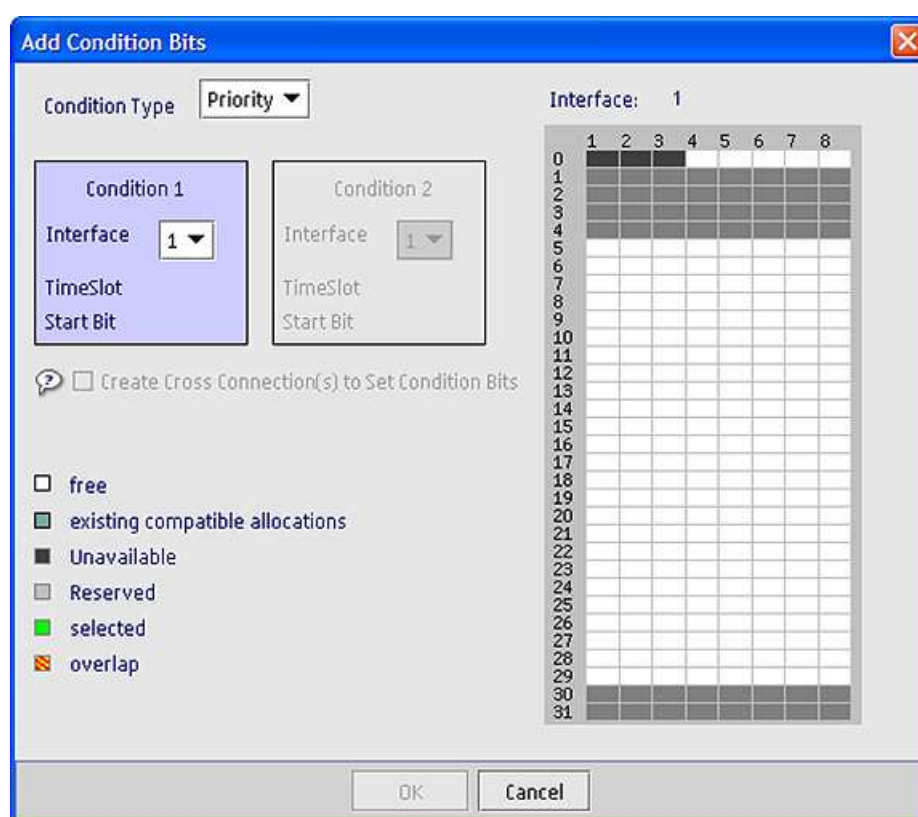 Add Condition Bits
Condition Type Priority
Interface: 1
Condition 1
Interface 1
TimeSlot
Start Bit
Condition 2
Interface 1
TimeSlot
Start Bit
Create Cross Connection(s) to Set Condition Bits
free
existing compatible allocations
Unavailable
Reserved
selected
overlap
1 2 3 4 5 6 7 8
0
1
2
3
4
5
6
7
8
9
10
11
12
13
14
15
16
17
18
19
20
21
22
23
24
25
26
27
28
29
30
31
OK Cancel